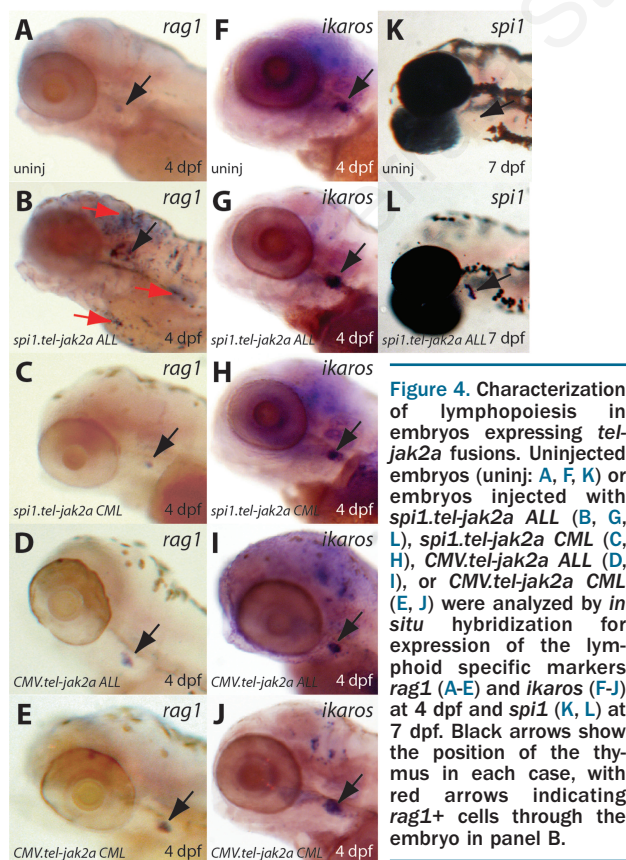 A rag1
uninj 4 dpf
B rag1
spi1.tel-jak2a ALL 4 dpf
C rag1
spi1.tel-jak2a CML 4 dpf
D rag1
CMV.tel-jak2a ALL 4 dpf
E rag1
CMV.tel-jak2a CML 4 dpf
F ikaros
uninj 4 dpf
G ikaros
spi1.tel-jak2a ALL 4 dpf
H ikaros
spi1.tel-jak2a CML 4 dpf
I ikaros
CMV.tel-jak2a ALL 4 dpf
J ikaros
CMV.tel-jak2a CML 4 dpf
K spi1
uninj 7 dpf
L spi1
spi1.tel-jak2a ALL 7 dpf
Figure 4. Characterization
of lymphopoiesis in
embryos expressing tel-
jak2a fusions. Uninjected
embryos (uninj: A, F, K) or
embryos injected with
spi1.tel-jak2a ALL (B, G,
L), spi1.tel-jak2a CML (C,
H), CMV.tel-jak2a ALL (D,
I), or CMV.tel-jak2a CML
(E, J) were analyzed by in
situ hybridization for
expression of the lym-
phoid specific markers
rag1 (A-E) and ikaros (F-J)
at 4 dpf and spi1 (K, L) at
7 dpf. Black arrows show
the position of the thy-
mus in each case, with
red arrows indicating
rag1+ cells through the
embryo in panel B.